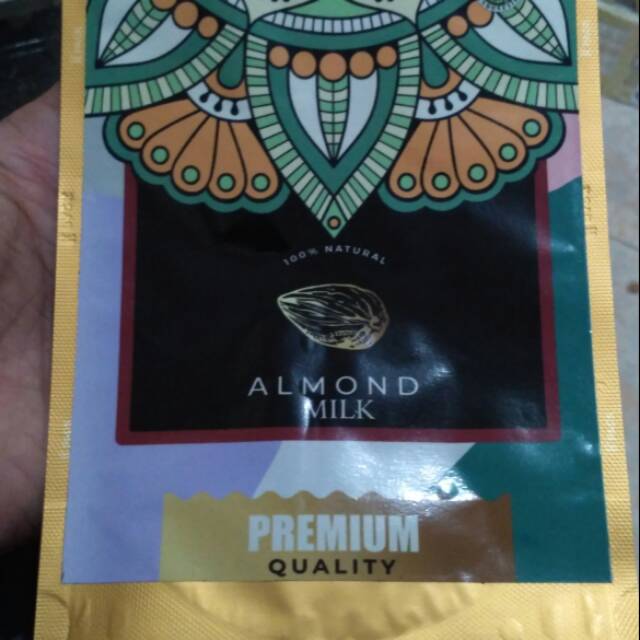 100% NATURAL
ALMOND
MILK
PREMIUM
QUALITY